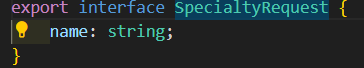 export interface SpecialtyRequest {
name: string;
}